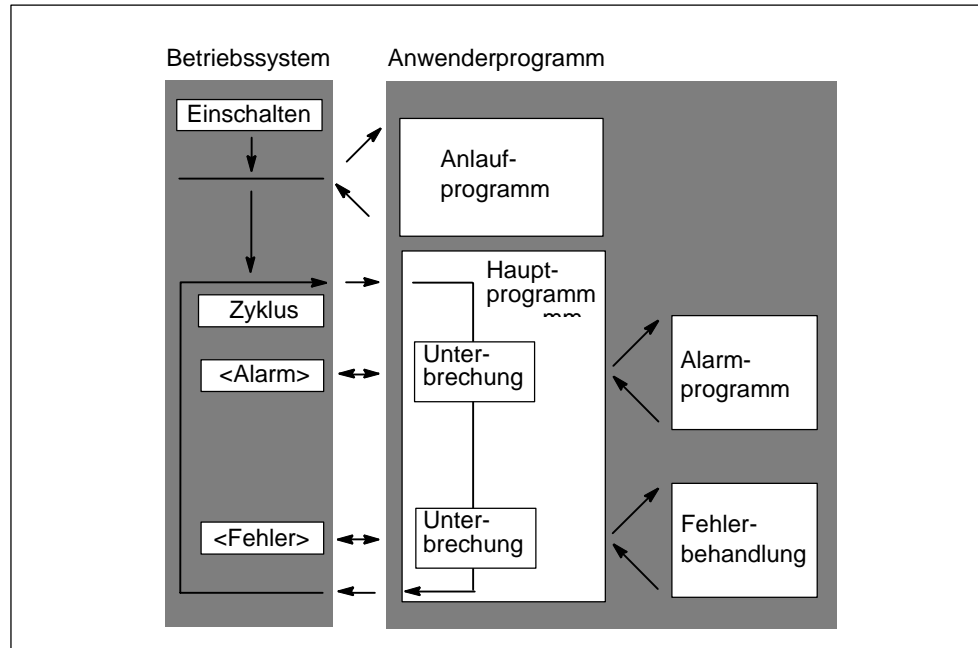 Betriebssystem
Anwenderprogramm
Einschalten
Anlauf-
programm
Haupt-
programm
Zyklus
<Alarm>
Unter-
brechung
Alarm-
programm
<Fehler>
Unter-
brechung
Fehler-
behandlung